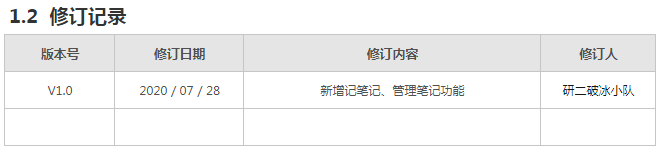 1.2 修订记录
版本号 修订日期 修订内容 修订人
V1.0 2020 / 07 / 28 新增记笔记、管理笔记功能 研二破冰小队